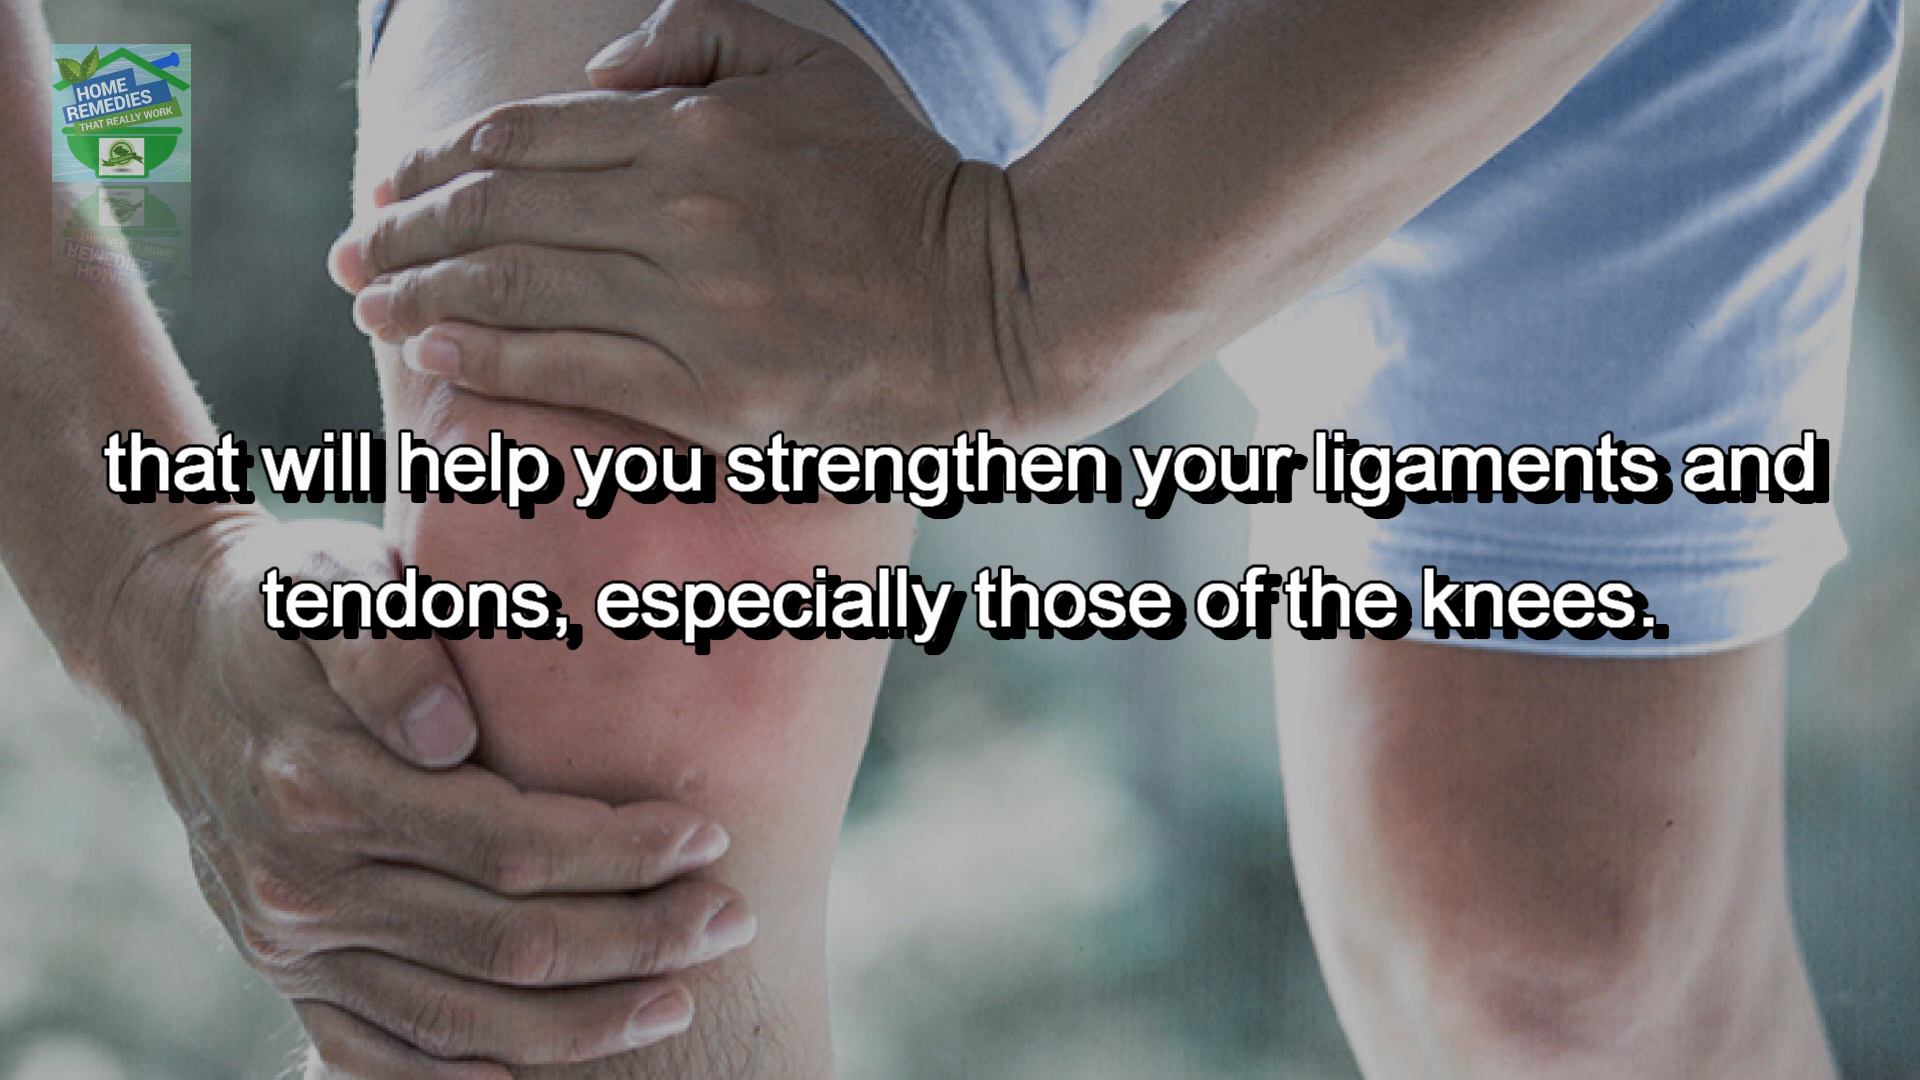 HOME
REMEDIES
THAT REALLY WORK
that will help you strengthen your ligaments and
tendons, especially those of the knees.